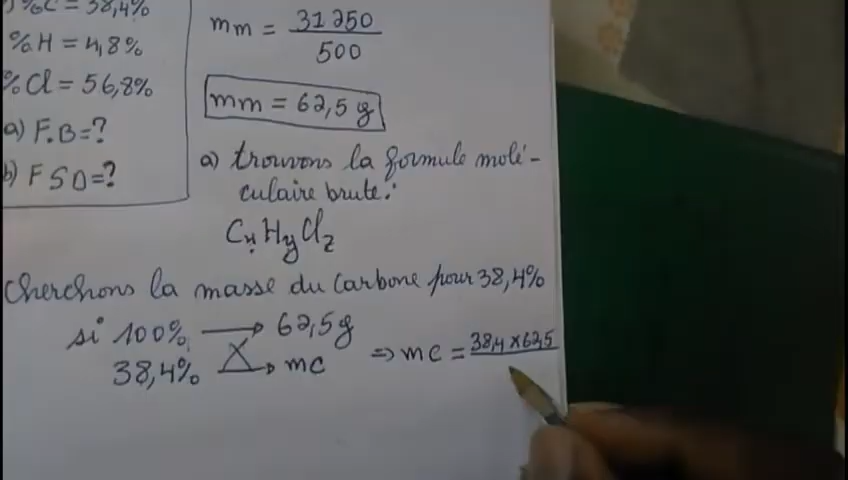 %C = 38,4%
%H = 4,8%
%Cl = 56,8%
a) F.B=?
b) F S D=?
mm = 31250
500
mm = 62,5 g
a) trouvons la formule molé-
culaire brute:
CxHyClz
Cherchons la masse du Carbone pour 38,4%
si 100% → 62,5g
38,4% → mc ⇒ mc = 38,4 x 62,5